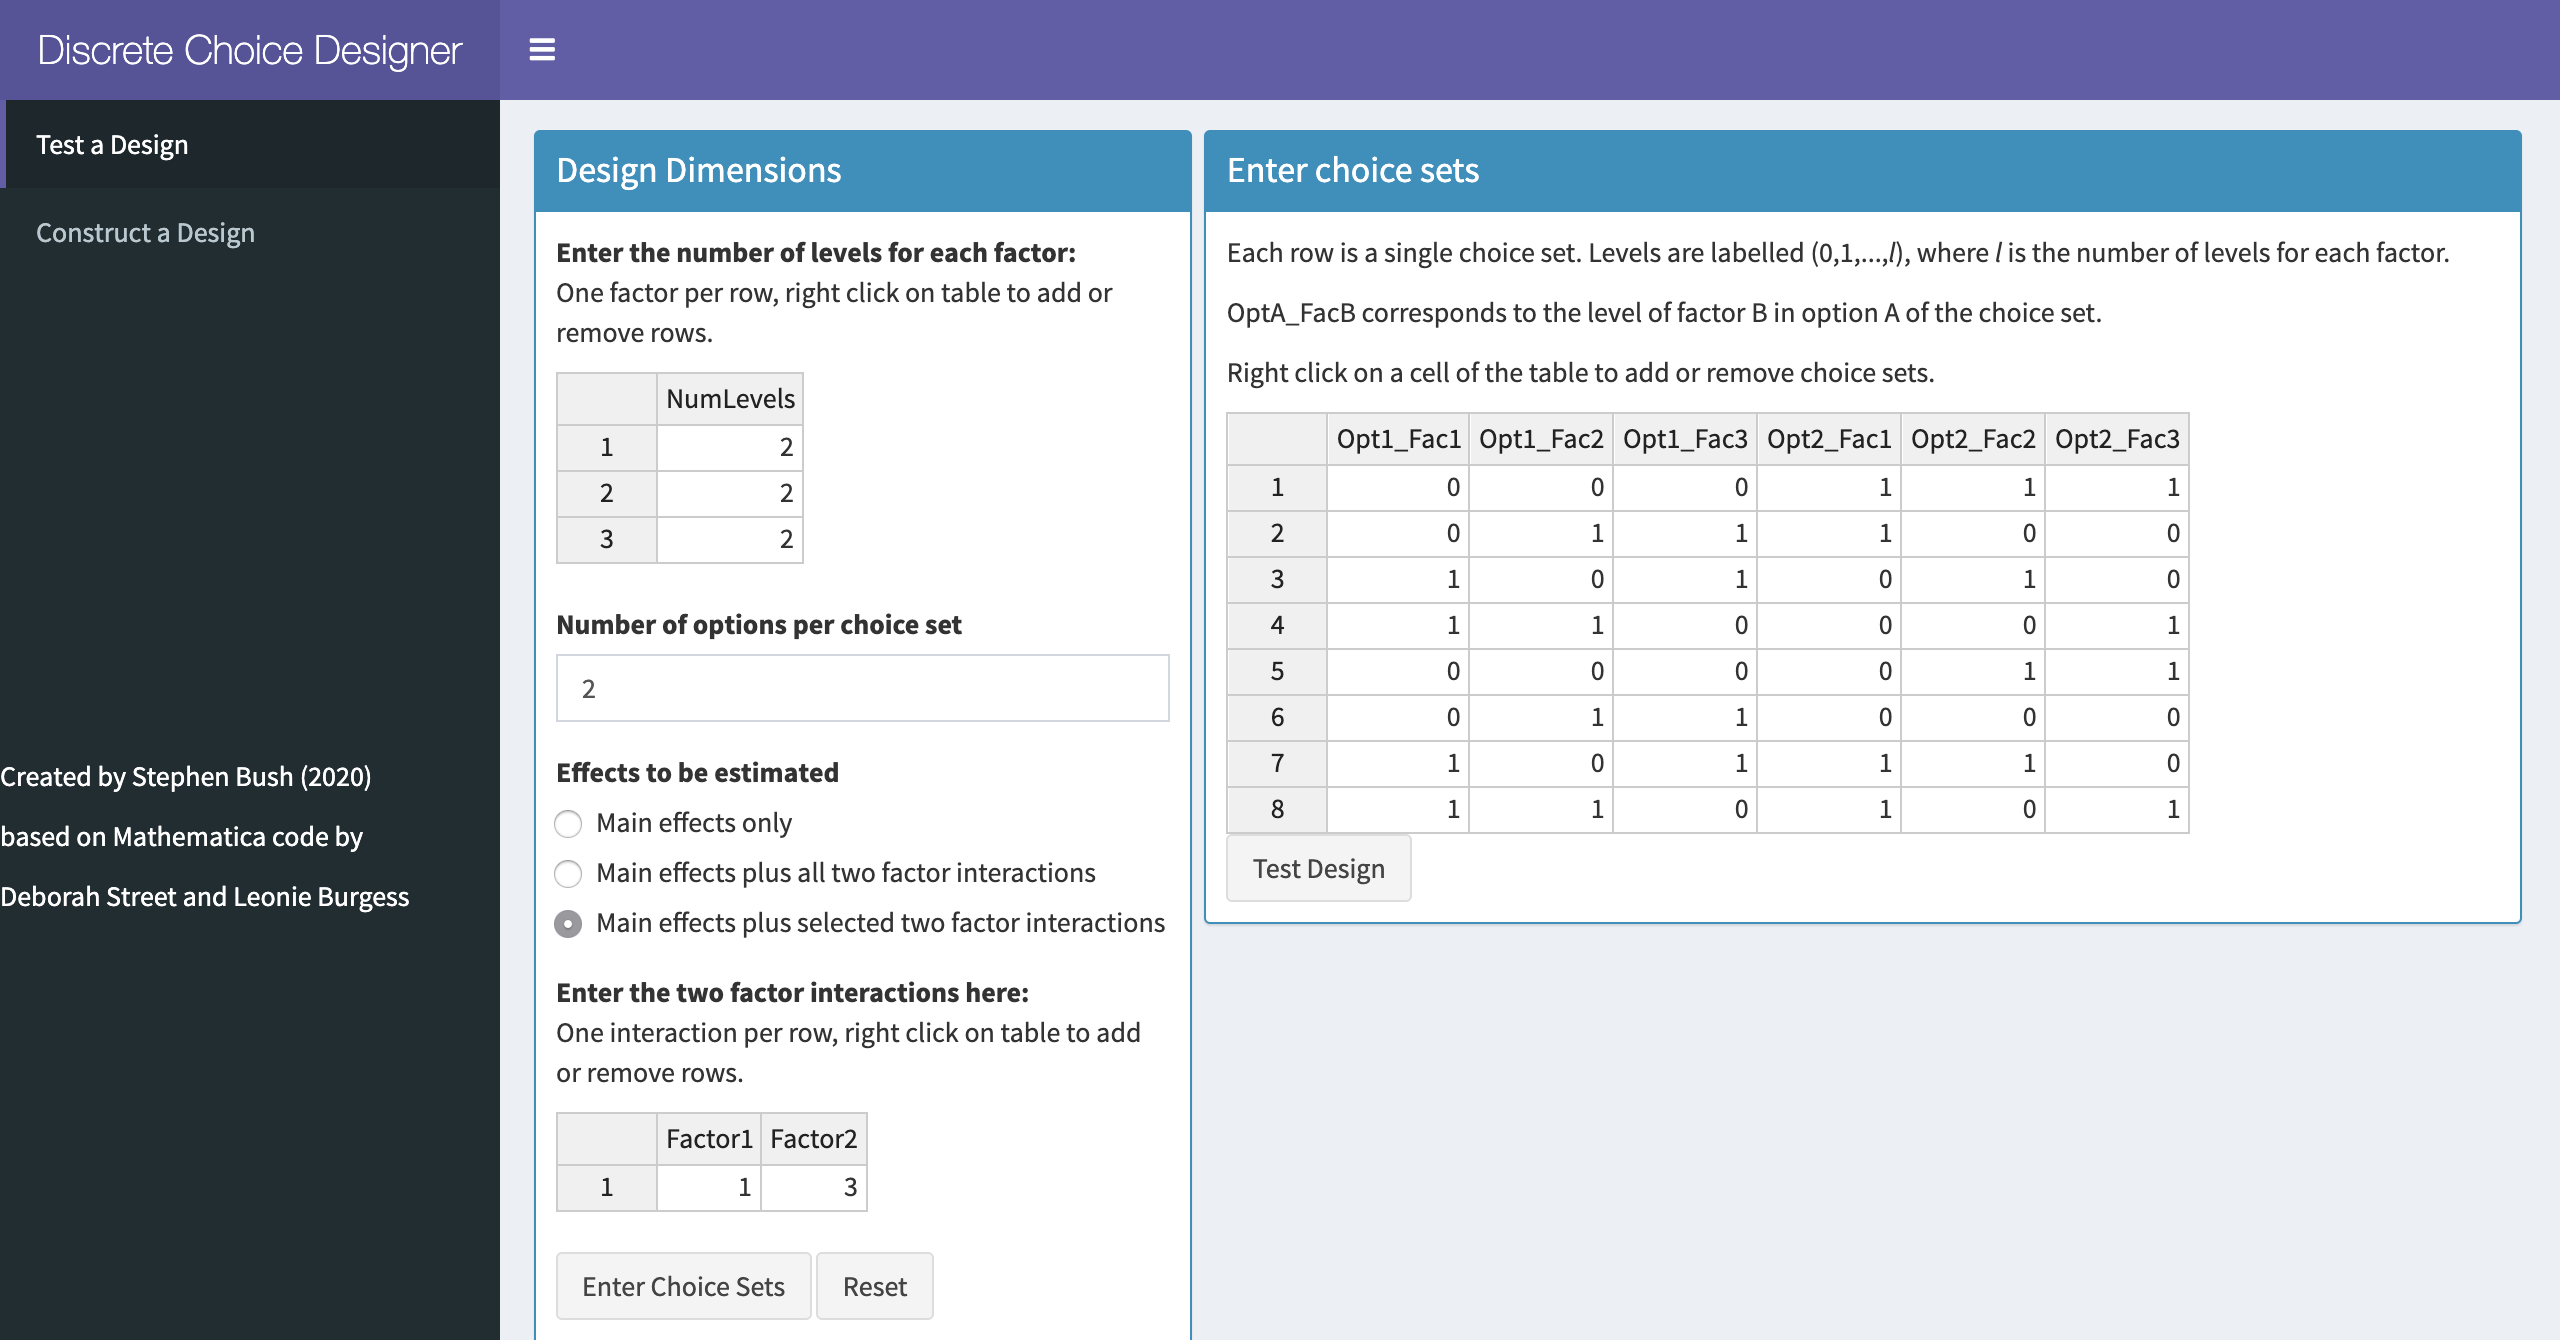 Discrete Choice Designer
Test a Design
Construct a Design
Created by Stephen Bush (2020)
based on Mathematica code by
Deborah Street and Leonie Burgess
Design Dimensions
Enter the number of levels for each factor:
One factor per row, right click on table to add or
remove rows.
NumLevels
1 2
2 2
3 2
Number of options per choice set
2
Effects to be estimated
Main effects only
Main effects plus all two factor interactions
Main effects plus selected two factor interactions
Enter the two factor interactions here:
One interaction per row, right click on table to add
or remove rows.
Factor1 Factor2
1 1 3
Enter Choice Sets Reset
Enter choice sets
Each row is a single choice set. Levels are labelled (0,1,...,l), where l is the number of levels for each factor.
OptA_FacB corresponds to the level of factor B in option A of the choice set.
Right click on a cell of the table to add or remove choice sets.
Opt1_Fac1 Opt1_Fac2 Opt1_Fac3 Opt2_Fac1 Opt2_Fac2 Opt2_Fac3
1 0 0 0 1 1 1
2 0 1 1 1 0 0
3 1 0 1 0 1 0
4 1 1 0 0 0 1
5 0 0 0 0 1 1
6 0 1 1 0 0 0
7 1 0 1 1 1 0
8 1 1 0 1 0 1
Test Design